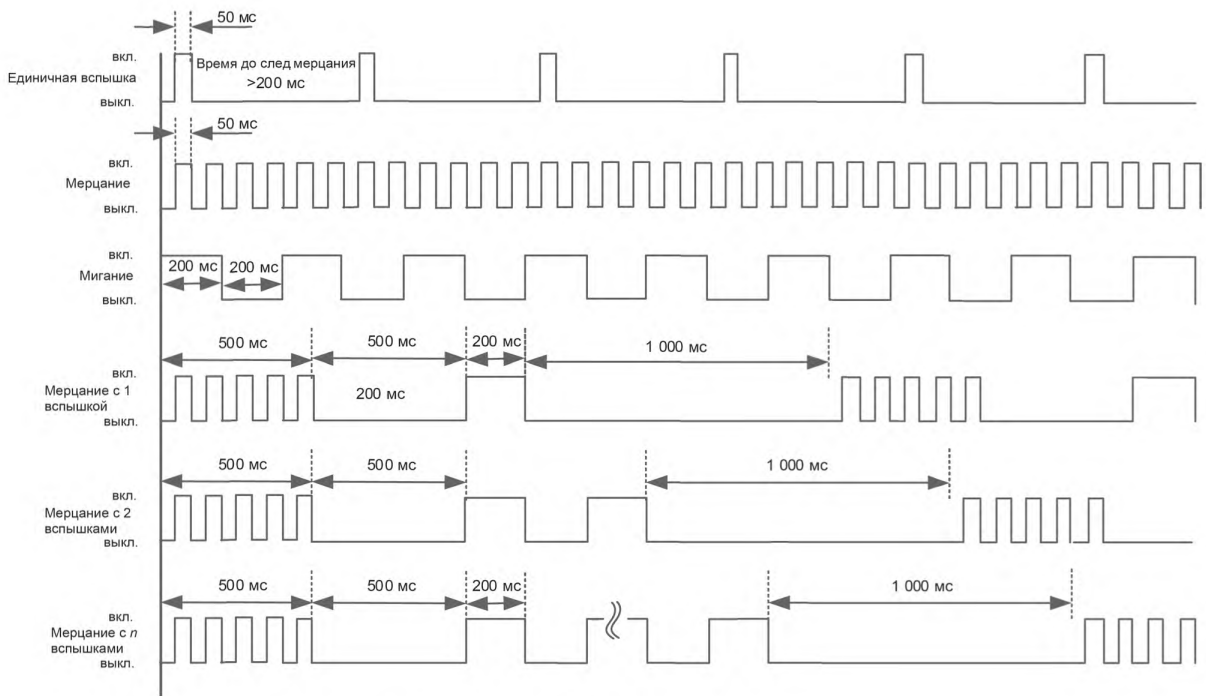 50 мс
вкл.
Единичная вспышка
Время до след мерцания
>200 мс
выкл.
50 мс
вкл.
Мерцание
выкл.
вкл.
200 мс
200 мс
Мигание
выкл.
500 мс
500 мс
200 мс
1 000 мс
вкл.
Мерцание с 1
вспышкой
200 мс
выкл.
500 мс
500 мс
1 000 мс
вкл.
Мерцание с 2
вспышками
выкл.
500 мс
500 мс
200 мс
1 000 мс
вкл.
Мерцание с n
вспышками
выкл.